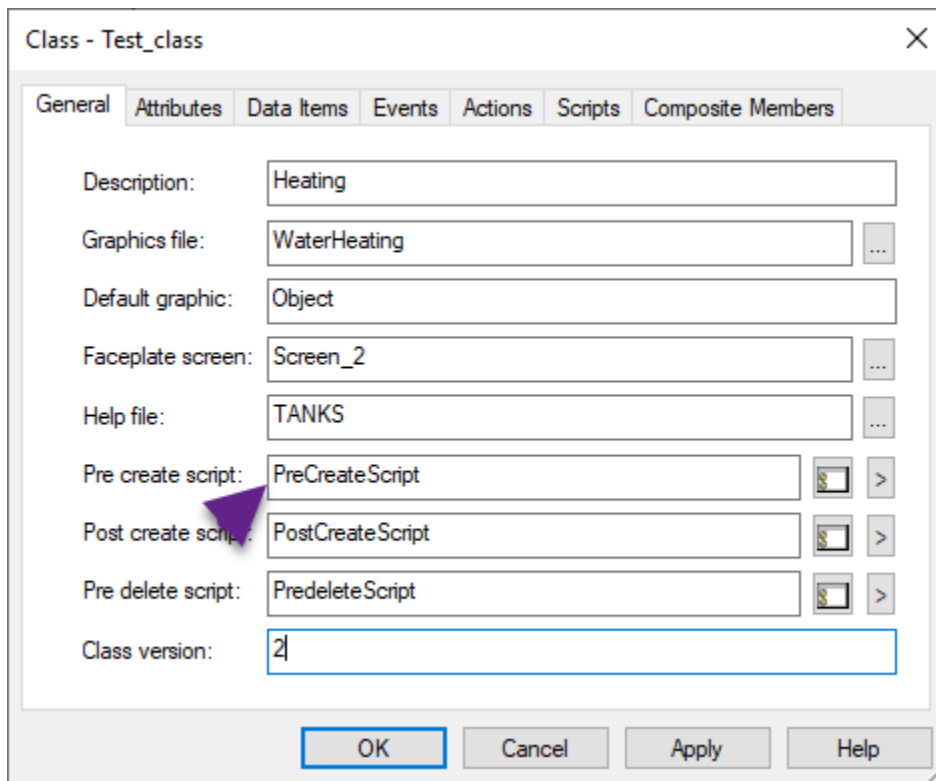 Class - Test_class
General Attributes Data Items Events Actions Scripts Composite Members
Description: Heating
Graphics file: WaterHeating ...
Default graphic: Object
Faceplate screen: Screen_2 ...
Help file: TANKS ...
Pre create script: PreCreateScript >
Post create script: PostCreateScript >
Pre delete script: PredeleteScript >
Class version: 2
OK Cancel Apply Help